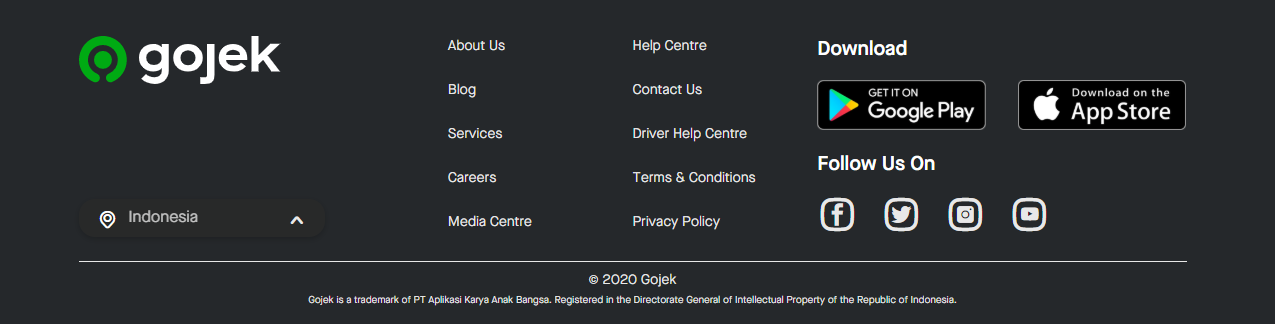 gojek
Indonesia
About Us
Blog
Services
Careers
Media Centre
Help Centre
Contact Us
Driver Help Centre
Terms & Conditions
Privacy Policy
Download
GET IT ON
Google Play
Download on the
App Store
Follow Us On
© 2020 Gojek
Gojek is a trademark of PT Aplikasi Karya Anak Bangsa. Registered in the Directorate General of Intellectual Property of the Republic of Indonesia.